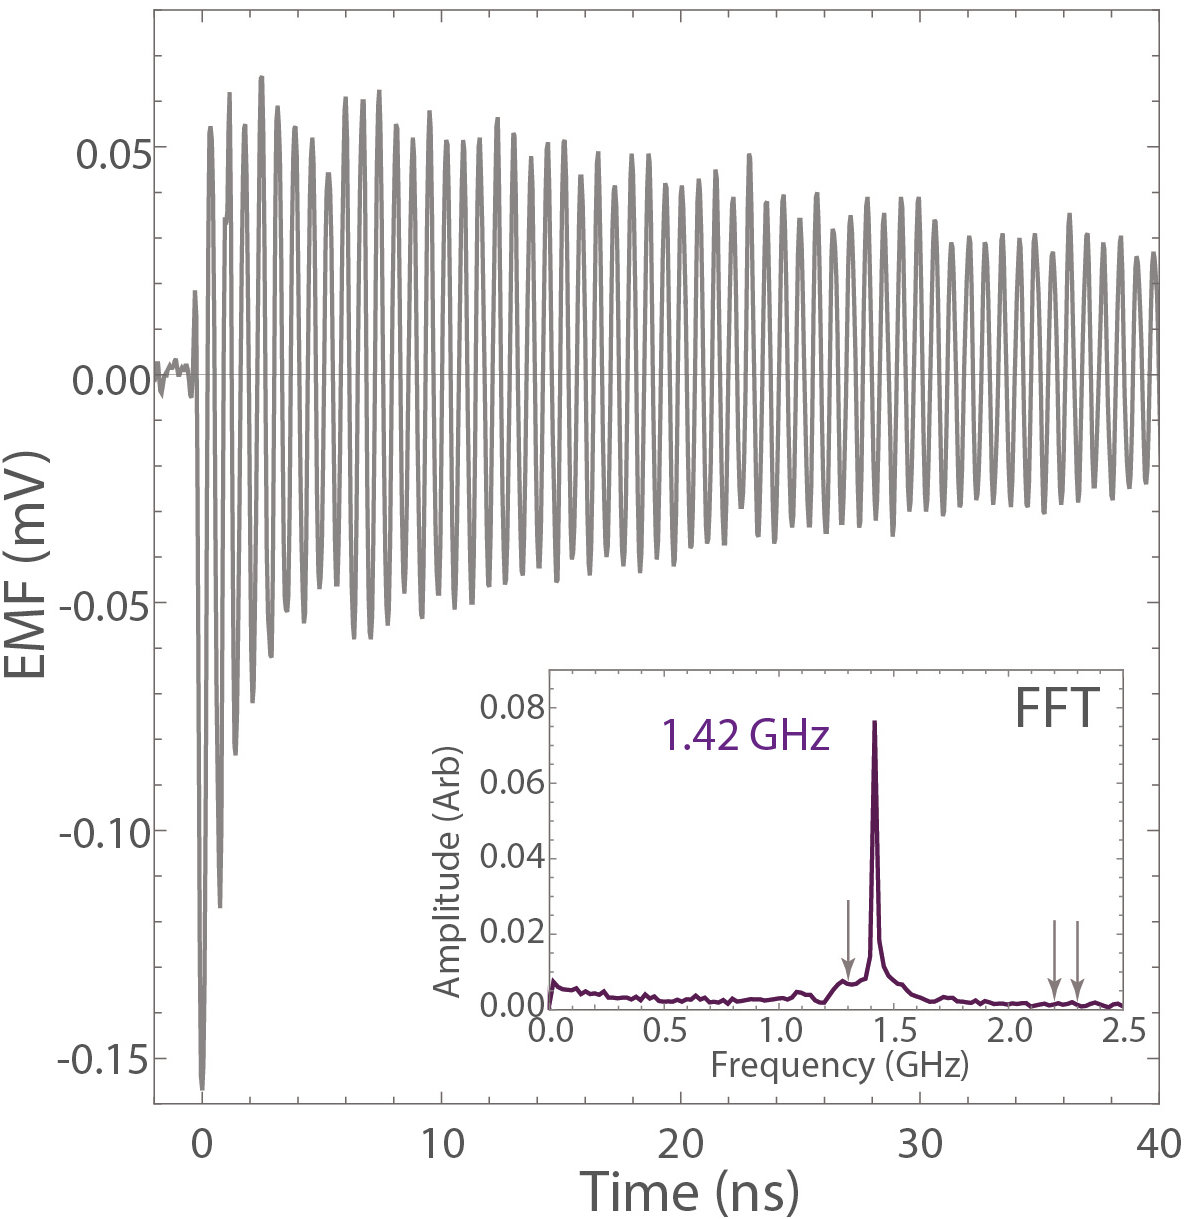 0.05
0.00
-0.05
-0.10
-0.15
EMF (mV)
0 10 20 30 40
Time (ns)
FFT
1.42 GHz
0.08
0.06
0.04
0.02
0.00
Amplitude (Arb)
0.0 0.5 1.0 1.5 2.0 2.5
Frequency (GHz)